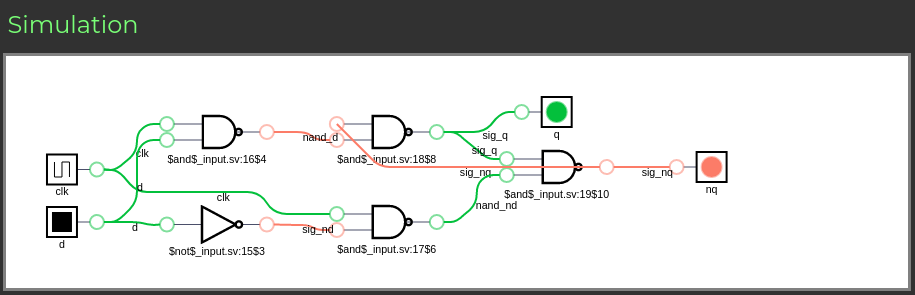 Simulation
q
nand_d
sig_q
clk
$and$_input.sv:16$4
$and$_input.sv:18$8
sig_q
sig_nq
sig_nq
clk
d
nq
$and$_input.sv:19$10
clk
nand_nd
d
sig_nd
d
$not$_input.sv:15$3
$and$_input.sv:17$6